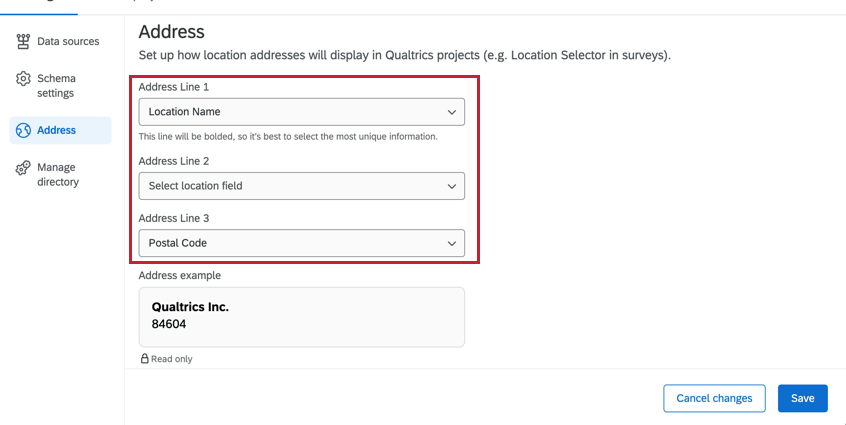 Data sources
Schema
settings
Address
Manage
directory
Address
Set up how location addresses will display in Qualtrics projects (e.g. Location Selector in surveys).
Address Line 1
Location Name
This line will be bolded, so it's best to select the most unique information.
Address Line 2
Select location field
Address Line 3
Postal Code
Address example
Qualtrics Inc.
84604
Read only
Cancel changes
Save